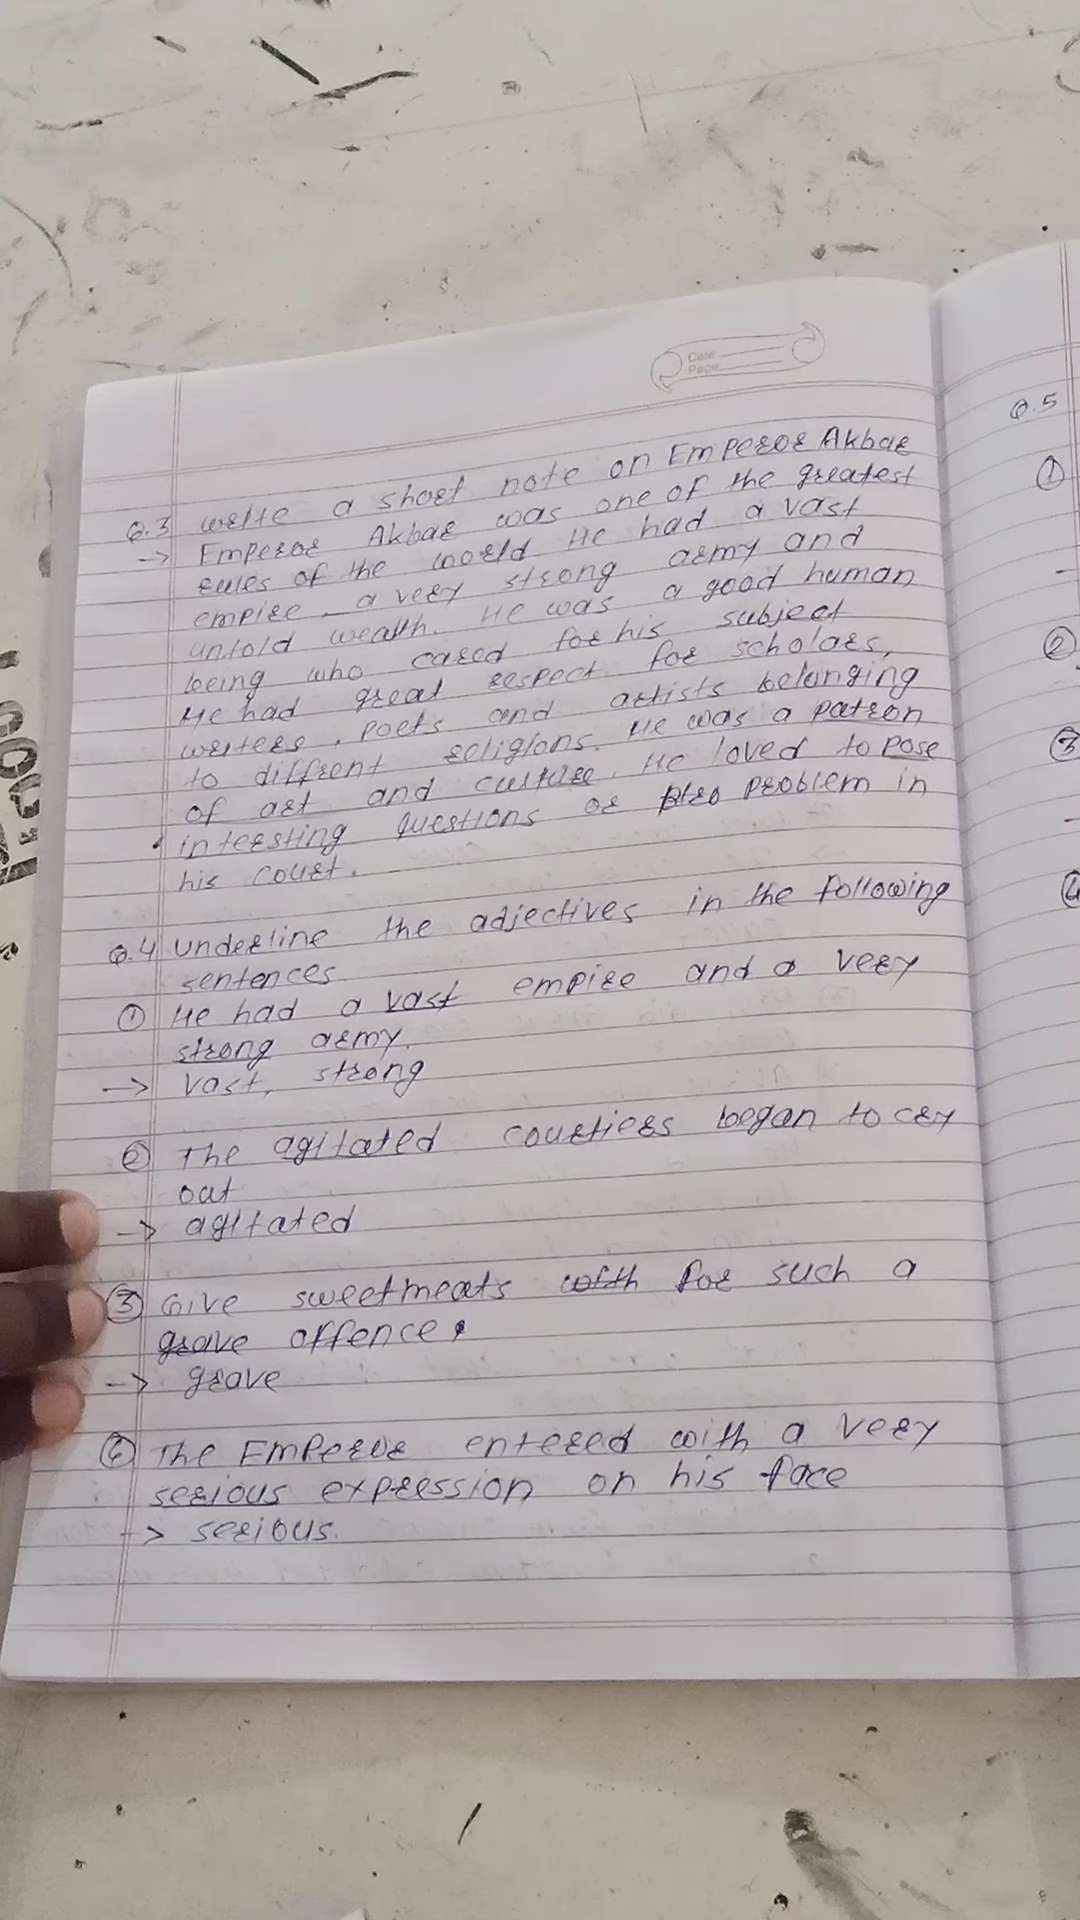 Date
Page
Q.3 write a short note on Emperor Akbar
→ Emperor Akbar was one of the greatest
rules of the world He had a vast
empire, a very strong army and
untold wealth. He was a good human
being who cared for his subject
He had great respect for scholars,
writers, poets and artists belonging
to diffrent religions. He was a patron
of art and culture. He loved to pose
intersting questions or problem in
his court.
Q.4 underline the adjectives in the following
sentences
① He had a vast empire and a very
strong army.
→ vast, strong
② The agitated courtiers began to cry
out
→ agitated
③ Give sweetmeats with for such a
grave offence.
→ grave
④ The Emperor entered with a very
serious expression on his face
→ serious.
Q.5
①
②
③
④